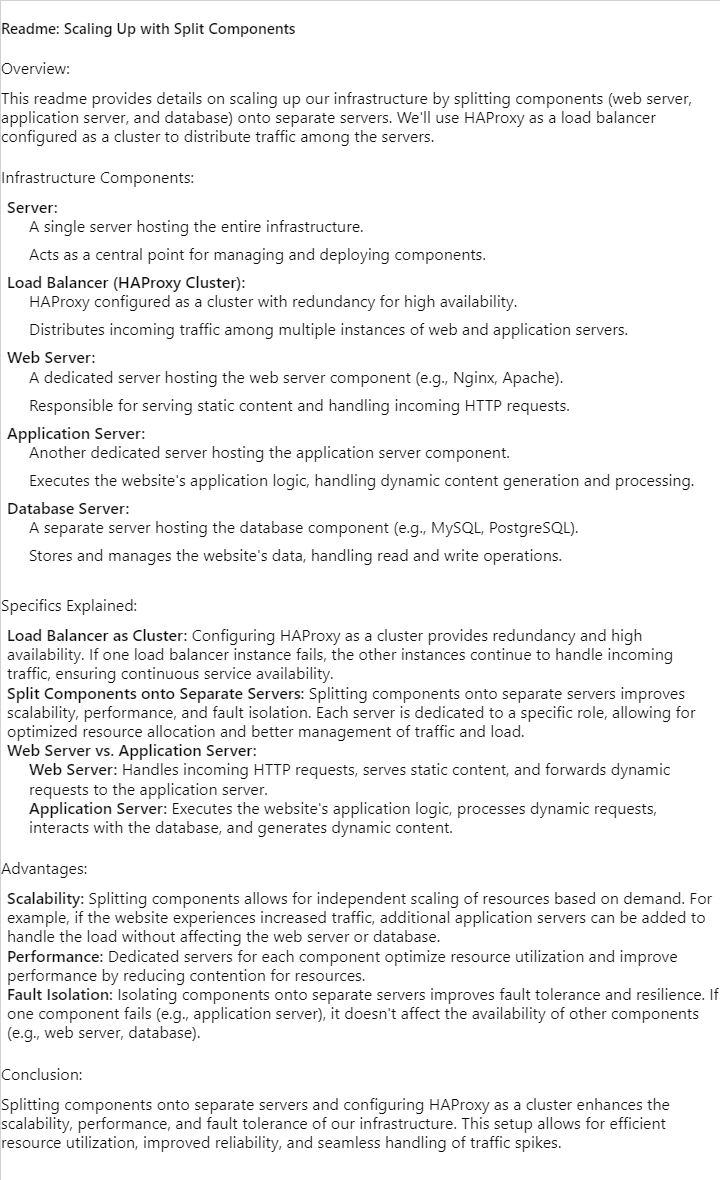 Readme: Scaling Up with Split Components
Overview:
This readme provides details on scaling up our infrastructure by splitting components (web server,
application server, and database) onto separate servers. We'll use HAProxy as a load balancer
configured as a cluster to distribute traffic among the servers.
Infrastructure Components:
Server:
A single server hosting the entire infrastructure.
Acts as a central point for managing and deploying components.
Load Balancer (HAProxy Cluster):
HAProxy configured as a cluster with redundancy for high availability.
Distributes incoming traffic among multiple instances of web and application servers.
Web Server:
A dedicated server hosting the web server component (e.g., Nginx, Apache).
Responsible for serving static content and handling incoming HTTP requests.
Application Server:
Another dedicated server hosting the application server component.
Executes the website's application logic, handling dynamic content generation and processing.
Database Server:
A separate server hosting the database component (e.g., MySQL, PostgreSQL).
Stores and manages the website's data, handling read and write operations.
Specifics Explained:
Load Balancer as Cluster: Configuring HAProxy as a cluster provides redundancy and high
availability. If one load balancer instance fails, the other instances continue to handle incoming
traffic, ensuring continuous service availability.
Split Components onto Separate Servers: Splitting components onto separate servers improves
scalability, performance, and fault isolation. Each server is dedicated to a specific role, allowing for
optimized resource allocation and better management of traffic and load.
Web Server vs. Application Server:
Web Server: Handles incoming HTTP requests, serves static content, and forwards dynamic
requests to the application server.
Application Server: Executes the website's application logic, processes dynamic requests,
interacts with the database, and generates dynamic content.
Advantages:
Scalability: Splitting components allows for independent scaling of resources based on demand. For
example, if the website experiences increased traffic, additional application servers can be added to
handle the load without affecting the web server or database.
Performance: Dedicated servers for each component optimize resource utilization and improve
performance by reducing contention for resources.
Fault Isolation: Isolating components onto separate servers improves fault tolerance and resilience. If
one component fails (e.g., application server), it doesn't affect the availability of other components
(e.g., web server, database).
Conclusion:
Splitting components onto separate servers and configuring HAProxy as a cluster enhances the
scalability, performance, and fault tolerance of our infrastructure. This setup allows for efficient
resource utilization, improved reliability, and seamless handling of traffic spikes.